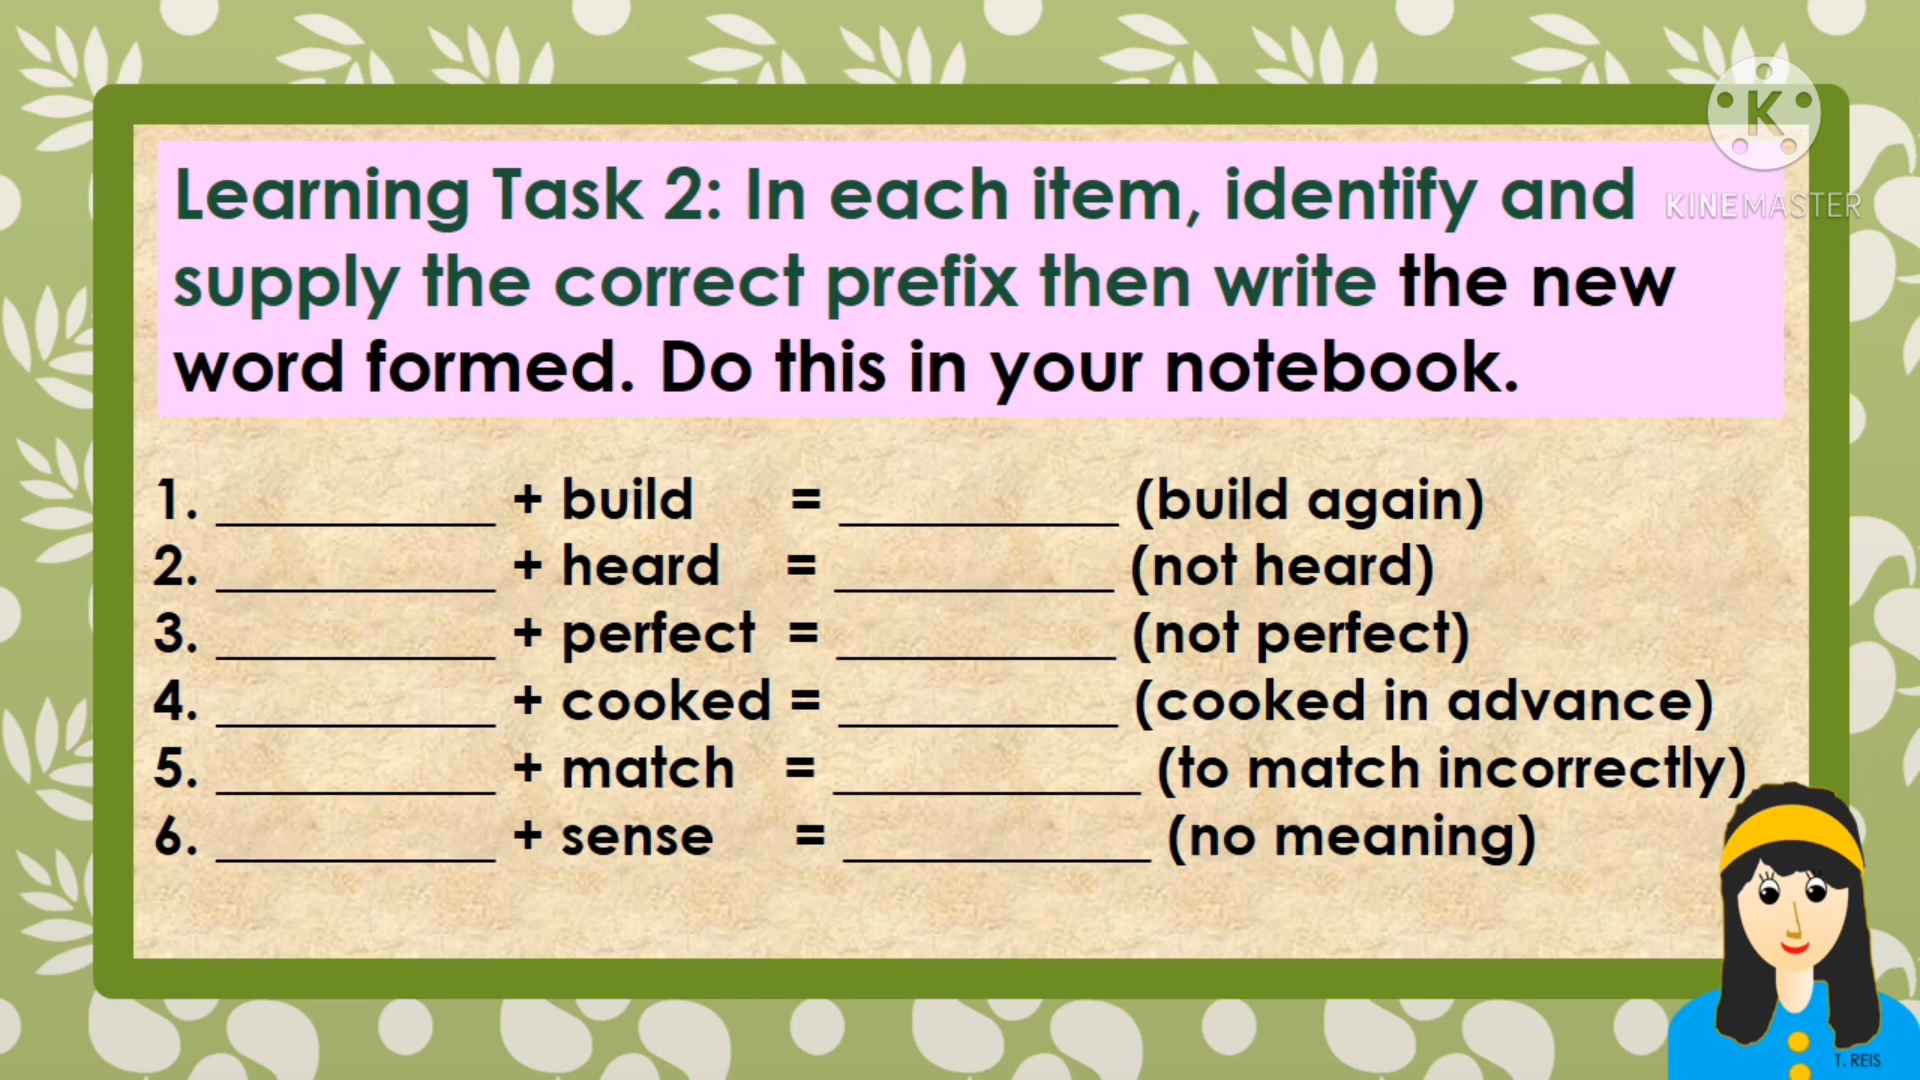 K
KINEMASTER
Learning Task 2: In each item, identify and
supply the correct prefix then write the new
word formed. Do this in your notebook.
1. __________ + build = __________ (build again)
2. __________ + heard = __________ (not heard)
3. __________ + perfect = __________ (not perfect)
4. __________ + cooked = __________ (cooked in advance)
5. __________ + match = ___________ (to match incorrectly)
6. __________ + sense = ___________ (no meaning)
T. REIS